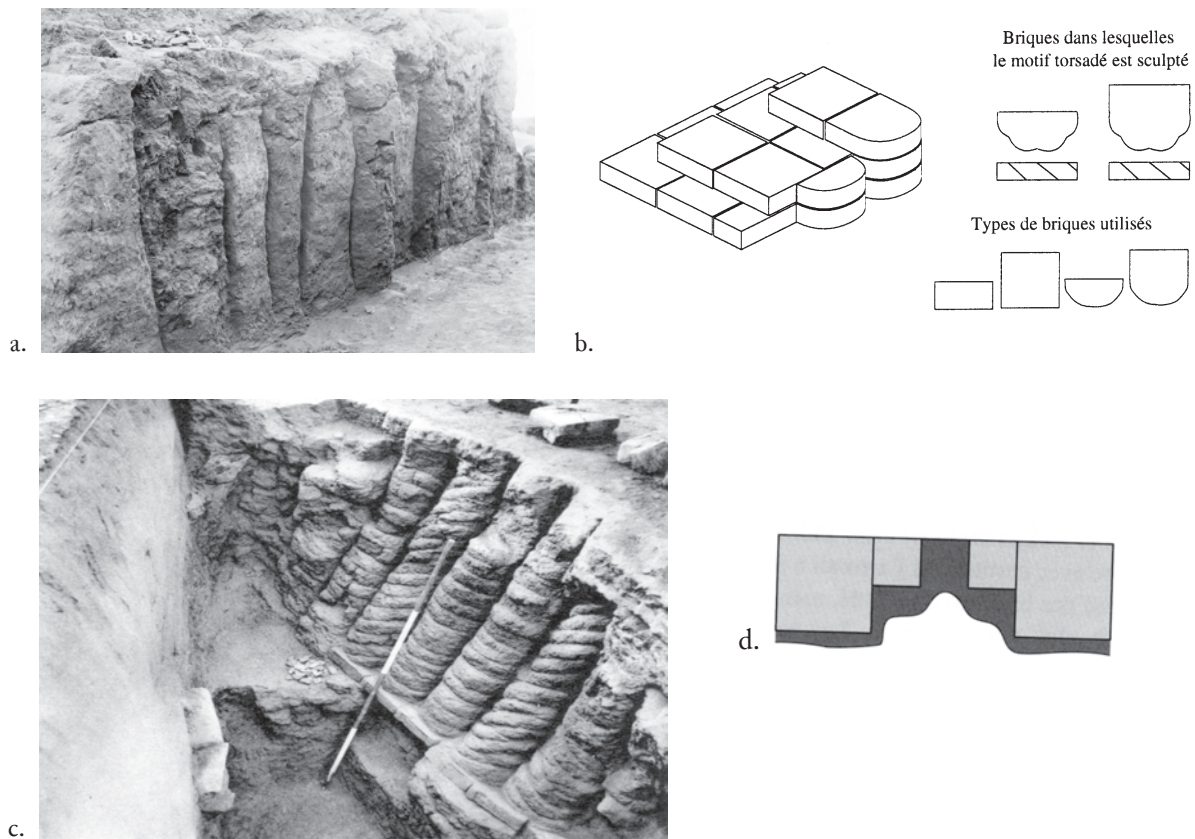 a.
b.
Briques dans lesquelles
le motif torsadé est sculpté
Types de briques utilisés
c.
d.